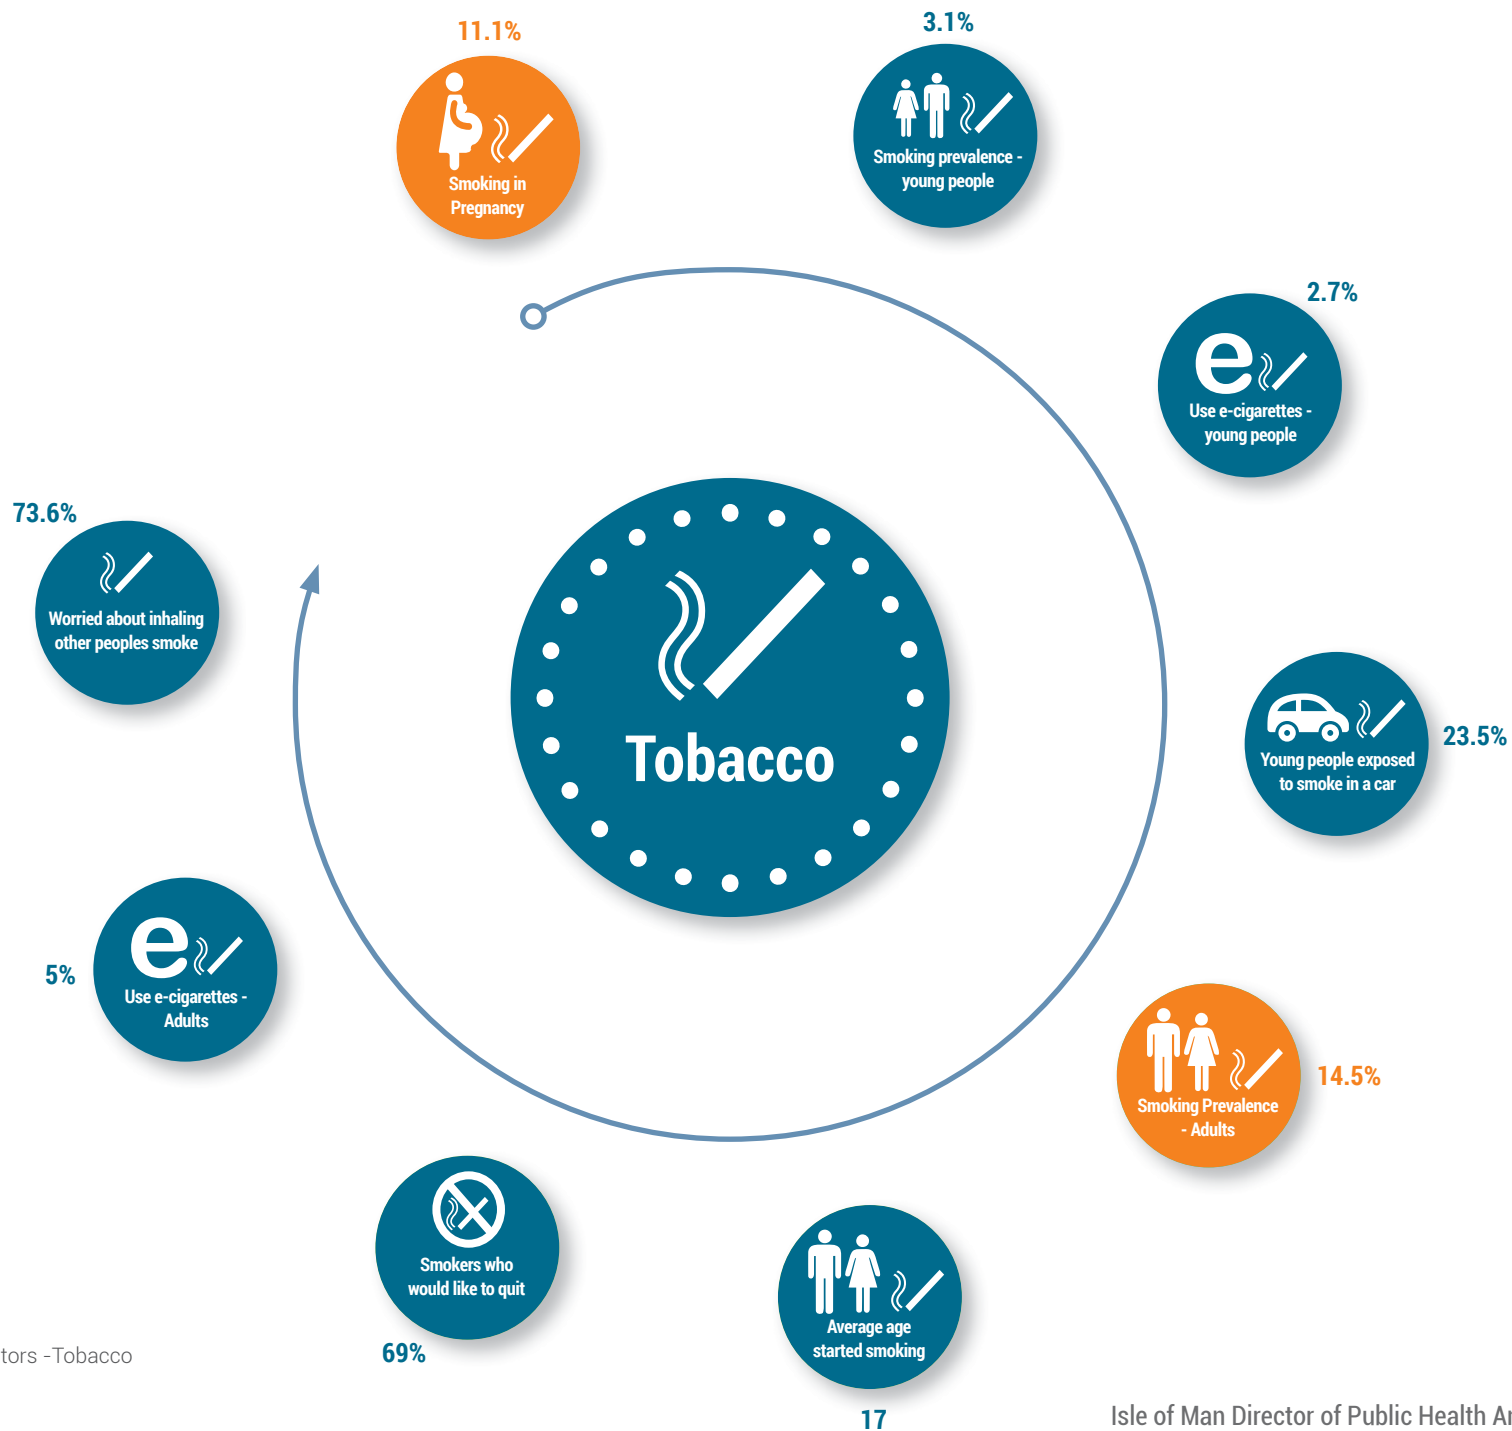 11.1%
Smoking in
Pregnancy
3.1%
Smoking prevalence -
young people
2.7%
e
Use e-cigarettes -
young people
23.5%
Young people exposed
to smoke in a car
14.5%
Smoking Prevalence
- Adults
Average age
started smoking
17
Smokers who
would like to quit
69%
5%
e
Use e-cigarettes -
Adults
73.6%
Worried about inhaling
other peoples smoke
Tobacco
tors -Tobacco
Isle of Man Director of Public Health